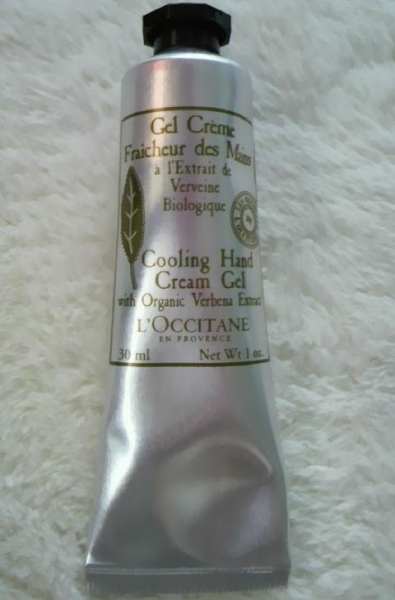 Gel Crème
Fraîcheur des Mains
à l'Extrait de
Verveine
Biologique
Cooling Hand
Cream Gel
with Organic Verbena Extract
L'OCCITANE
EN PROVENCE
30 ml Net Wt 1 oz.